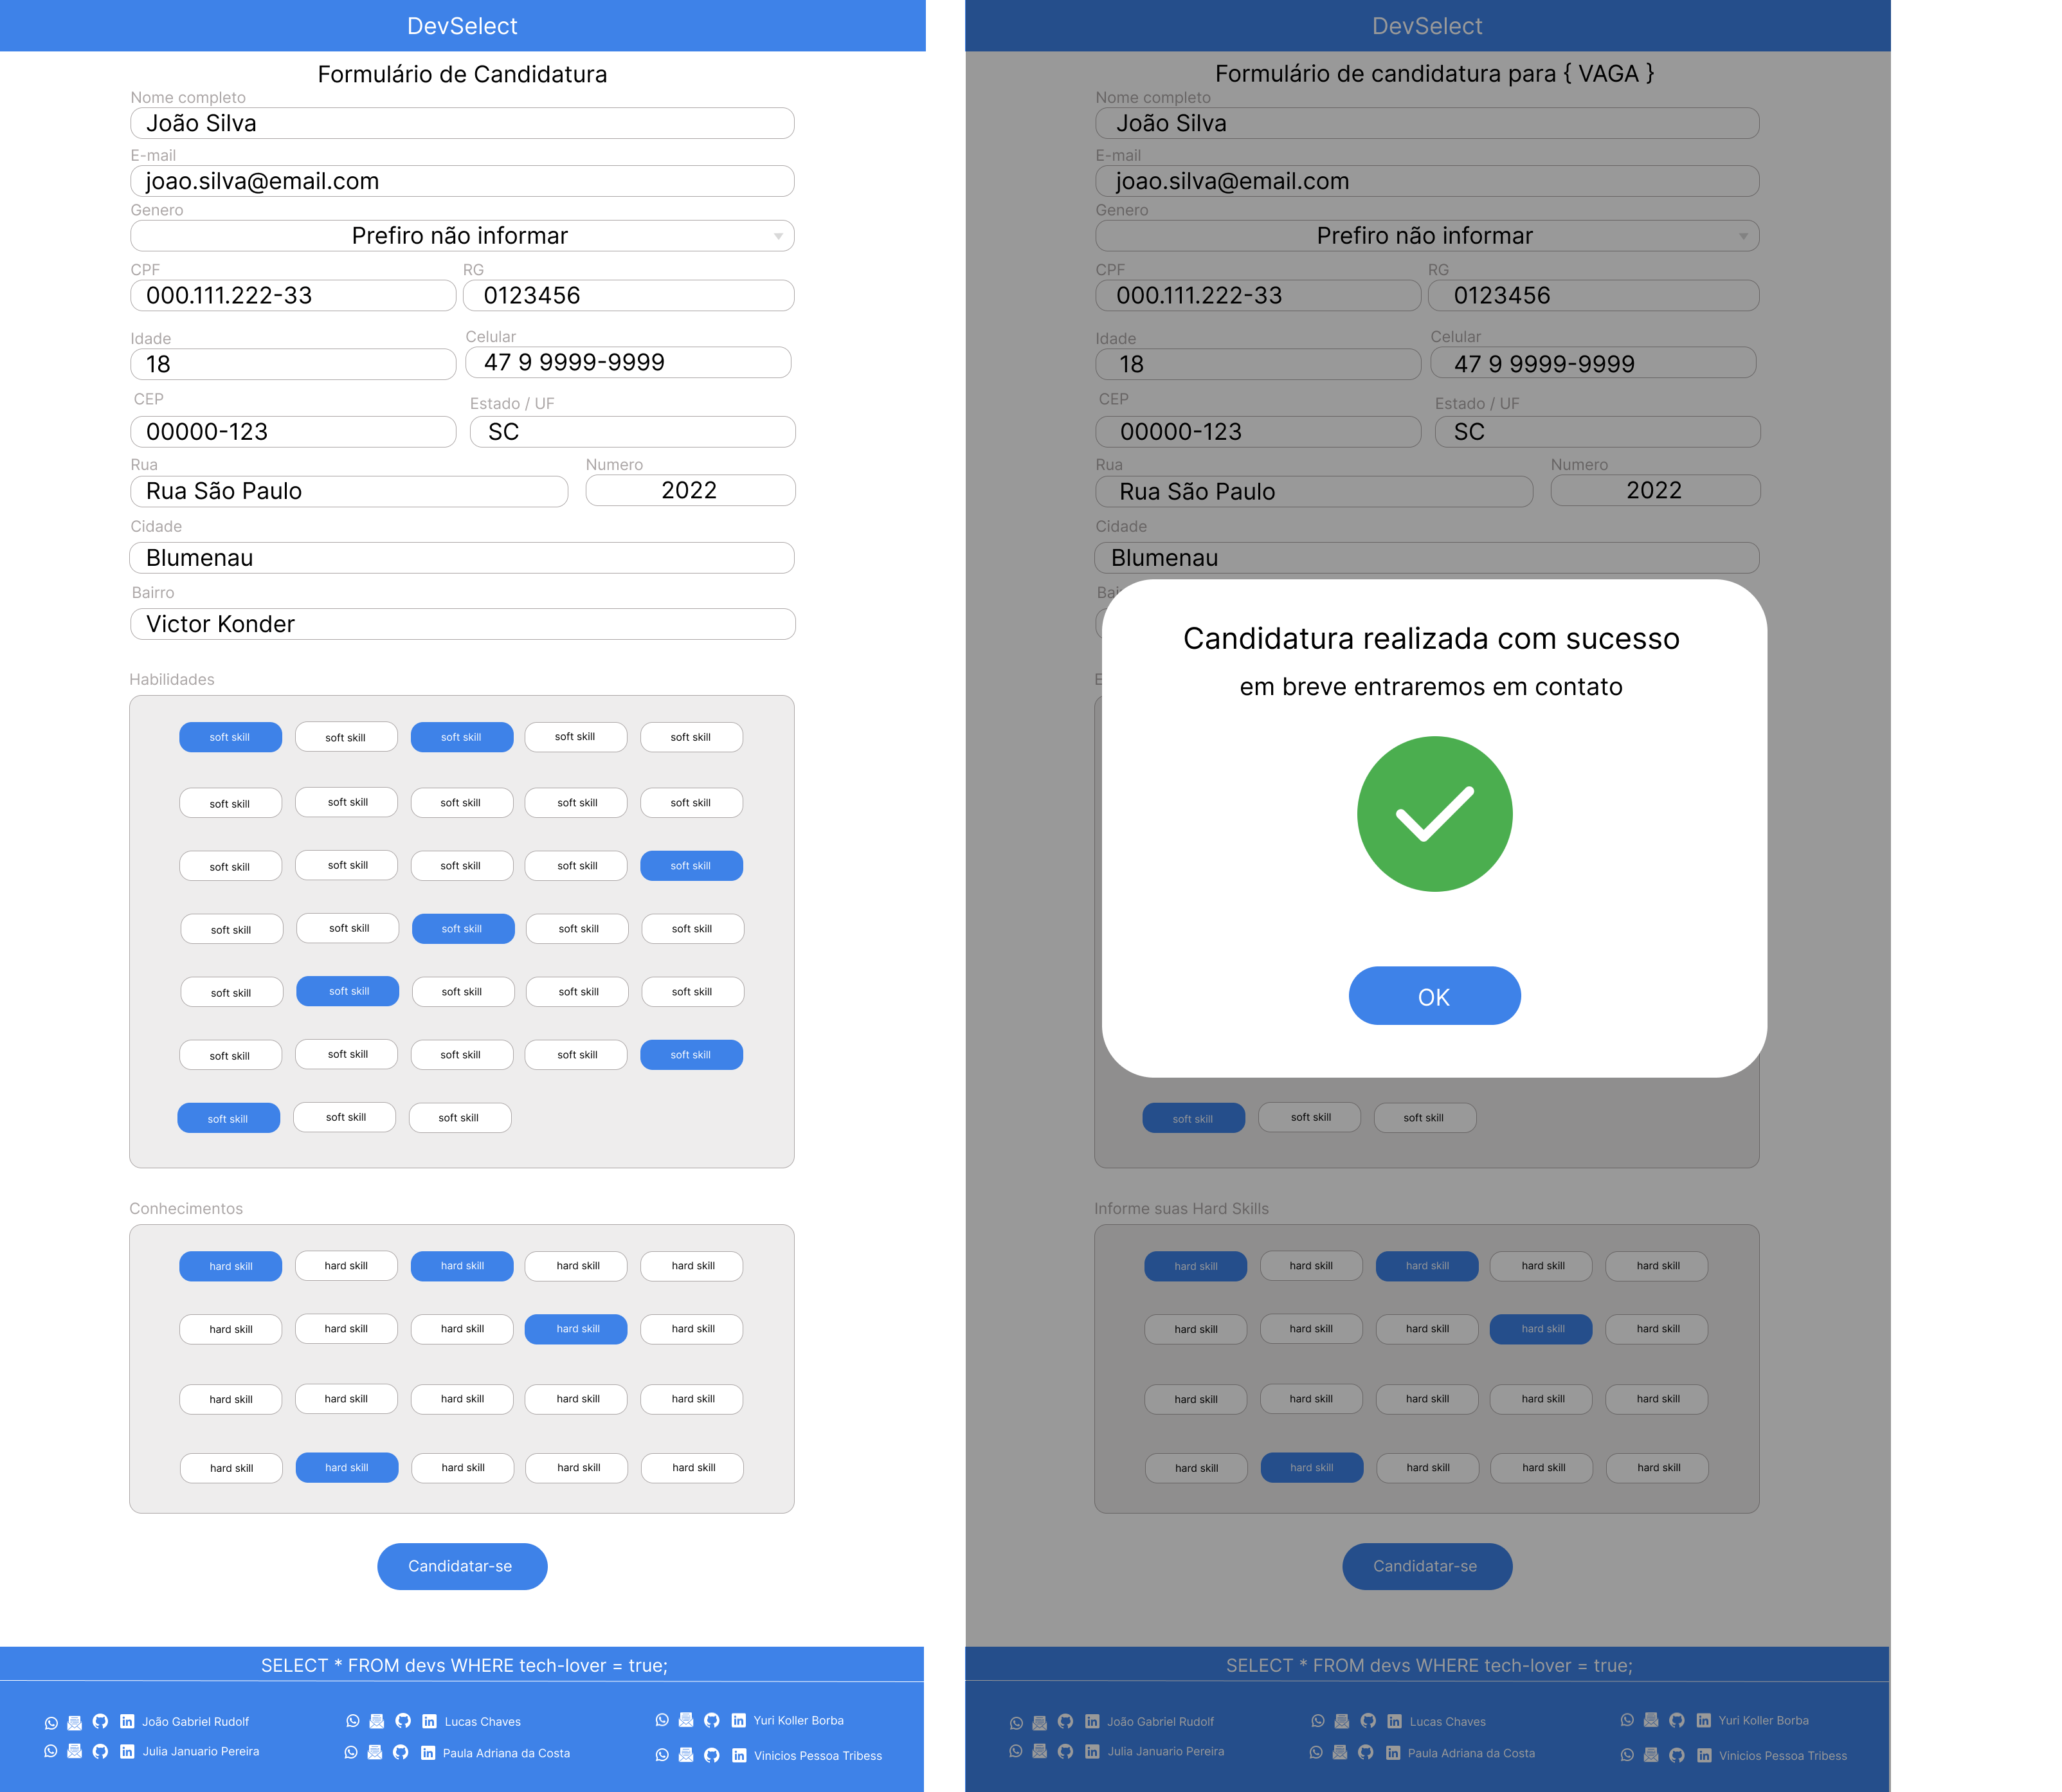 DevSelect
Formulário de Candidatura
Nome completo
João Silva
E-mail
joao.silva@email.com
Genero
Prefiro não informar
CPF RG
000.111.222-33 0123456
Idade Celular
18 47 9 9999-9999
CEP Estado / UF
00000-123 SC
Rua Numero
Rua São Paulo 2022
Cidade
Blumenau
Bairro
Victor Konder
Habilidades
soft skill soft skill soft skill soft skill soft skill
soft skill soft skill soft skill soft skill soft skill
soft skill soft skill soft skill soft skill soft skill
soft skill soft skill soft skill soft skill soft skill
soft skill soft skill soft skill soft skill soft skill
soft skill soft skill soft skill soft skill soft skill
soft skill soft skill soft skill
Conhecimentos
hard skill hard skill hard skill hard skill hard skill
hard skill hard skill hard skill hard skill hard skill
hard skill hard skill hard skill hard skill hard skill
hard skill hard skill hard skill hard skill hard skill
Candidatar-se
SELECT * FROM devs WHERE tech-lover = true;
João Gabriel Rudolf Lucas Chaves Yuri Koller Borba
Julia Januario Pereira Paula Adriana da Costa Vinicios Pessoa Tribess
DevSelect
Formulário de candidatura para { VAGA }
Nome completo
João Silva
E-mail
joao.silva@email.com
Genero
Prefiro não informar
CPF RG
000.111.222-33 0123456
Idade Celular
18 47 9 9999-9999
CEP Estado / UF
00000-123 SC
Rua Numero
Rua São Paulo 2022
Cidade
Blumenau
Candidatura realizada com sucesso
em breve entraremos em contato
OK
soft skill soft skill soft skill
Informe suas Hard Skills
hard skill hard skill hard skill hard skill hard skill
hard skill hard skill hard skill hard skill hard skill
hard skill hard skill hard skill hard skill hard skill
hard skill hard skill hard skill hard skill hard skill
Candidatar-se
SELECT * FROM devs WHERE tech-lover = true;
João Gabriel Rudolf Lucas Chaves Yuri Koller Borba
Julia Januario Pereira Paula Adriana da Costa Vinicios Pessoa Tribess